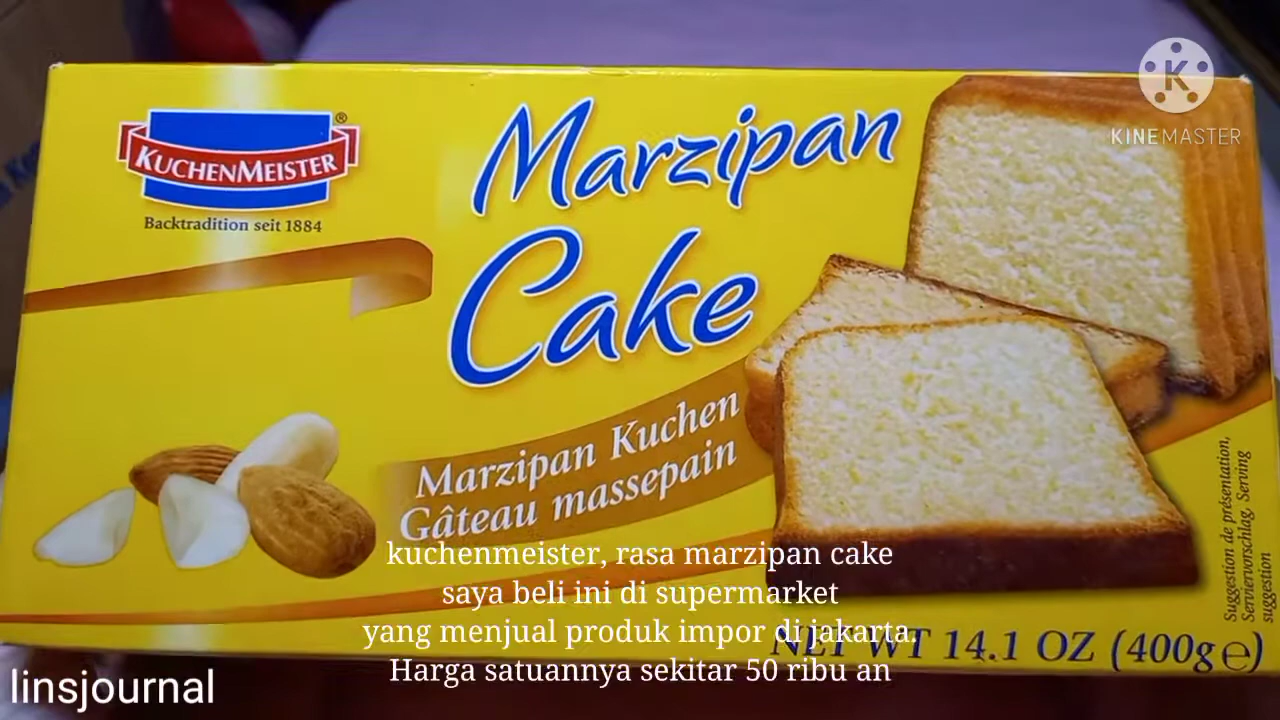 KINEMASTER
KUCHENMEISTER®
Backtradition seit 1884
Marzipan
Cake
Marzipan Kuchen
Gâteau massepain
Suggestion de présentation,
Serviervorschlag, Serving
suggestion
NET WT 14.1 OZ (400g℮)
kuchenmeister, rasa marzipan cake
saya beli ini di supermarket
yang menjual produk impor di jakarta.
Harga satuannya sekitar 50 ribu an
linsjournal